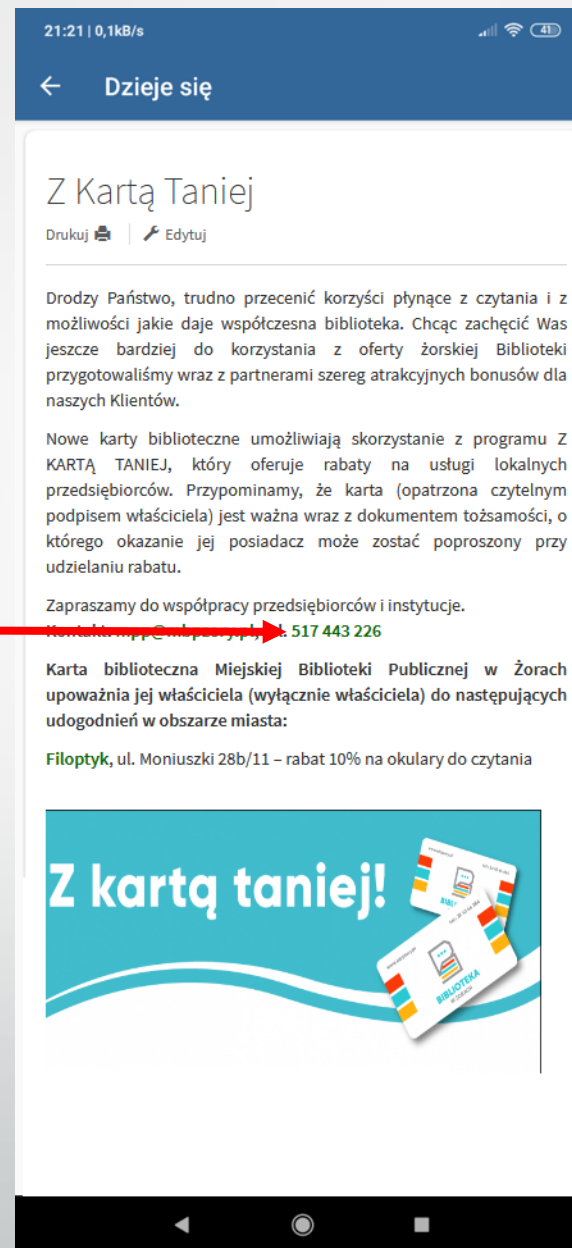 21:21 | 0,1kB/s
41
Dzieje się
Z Kartą Taniej
Drukuj
Edytuj
Drodzy Państwo, trudno przecenić korzyści płynące z czytania i z
możliwości jakie daje współczesna biblioteka. Chcąc zachęcić Was
jeszcze bardziej do korzystania z oferty żorskiej Biblioteki
przygotowaliśmy wraz z partnerami szereg atrakcyjnych bonusów dla
naszych Klientów.
Nowe karty biblioteczne umożliwiają skorzystanie z programu Z
KARTĄ TANIEJ, który oferuje rabaty na usługi lokalnych
przedsiębiorców. Przypominamy, że karta (opatrzona czytelnym
podpisem właściciela) jest ważna wraz z dokumentem tożsamości, o
którego okazanie jej posiadacz może zostać poproszony przy
udzielaniu rabatu.
Zapraszamy do współpracy przedsiębiorców i instytucje.
517 443 226
Karta biblioteczna Miejskiej Biblioteki Publicznej w Żorach
upoważnia jej właściciela (wyłącznie właściciela) do następujących
udogodnień w obszarze miasta:
Filoptyk, ul. Moniuszki 28b/11 – rabat 10% na okulary do czytania
Z kartą taniej!
BIBLIOTEKA
W ŻORACH